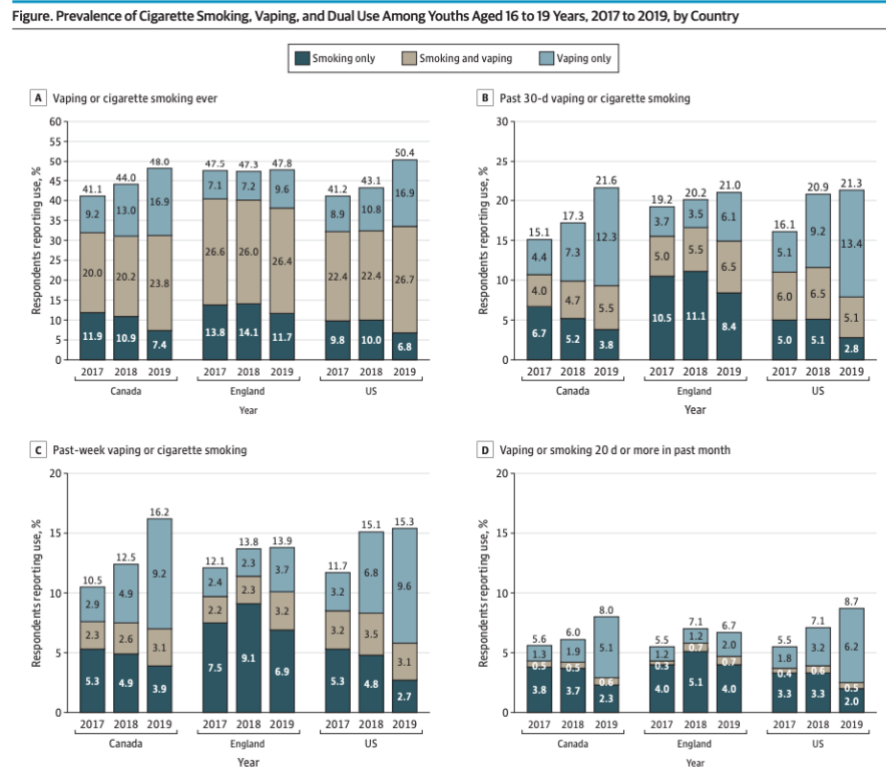 Figure. Prevalence of Cigarette Smoking, Vaping, and Dual Use Among Youths Aged 16 to 19 Years, 2017 to 2019, by Country
Smoking only Smoking and vaping Vaping only
A Vaping or cigarette smoking ever
Respondents reporting use, %
60
55
50
45
40
35
30
25
20
15
10
5
0
41.1 44.0 48.0 47.5 47.3 47.8 41.2 43.1 50.4
9.2 13.0 16.9 7.1 7.2 9.6 8.9 10.8 16.9
20.0 20.2 23.8 26.6 26.0 26.4 22.4 22.4 26.7
11.9 10.9 7.4 13.8 14.1 11.7 9.8 10.0 6.8
2017 2018 2019 2017 2018 2019 2017 2018 2019
Canada England US
Year
B Past 30-d vaping or cigarette smoking
Respondents reporting use, %
30
25
20
15
10
5
0
15.1 17.3 21.6 19.2 20.2 21.0 16.1 20.9 21.3
4.4 7.3 12.3 3.7 3.5 6.1 5.1 9.2 13.4
4.0 4.7 5.5 5.0 5.5 6.5 6.0 6.5 5.1
6.7 5.2 3.8 10.5 11.1 8.4 5.0 5.1 2.8
2017 2018 2019 2017 2018 2019 2017 2018 2019
Canada England US
Year
C Past-week vaping or cigarette smoking
Respondents reporting use, %
20
15
10
5
0
10.5 12.5 16.2 12.1 13.8 13.9 11.7 15.1 15.3
2.9 4.9 9.2 2.4 2.3 3.7 3.2 6.8 9.6
2.3 2.6 3.1 2.2 2.3 3.2 3.2 3.5 3.1
5.3 4.9 3.9 7.5 9.1 6.9 5.3 4.8 2.7
2017 2018 2019 2017 2018 2019 2017 2018 2019
Canada England US
Year
D Vaping or smoking 20 d or more in past month
Respondents reporting use, %
20
15
10
5
0
5.6 6.0 8.0 5.5 7.1 6.7 5.5 7.1 8.7
1.3 1.9 5.1 1.2 1.2 2.0 1.8 3.2 6.2
0.5 0.5 0.6 0.3 0.7 0.7 0.4 0.6 0.5
3.8 3.7 2.3 4.0 5.1 4.0 3.3 3.3 2.0
2017 2018 2019 2017 2018 2019 2017 2018 2019
Canada England US
Year